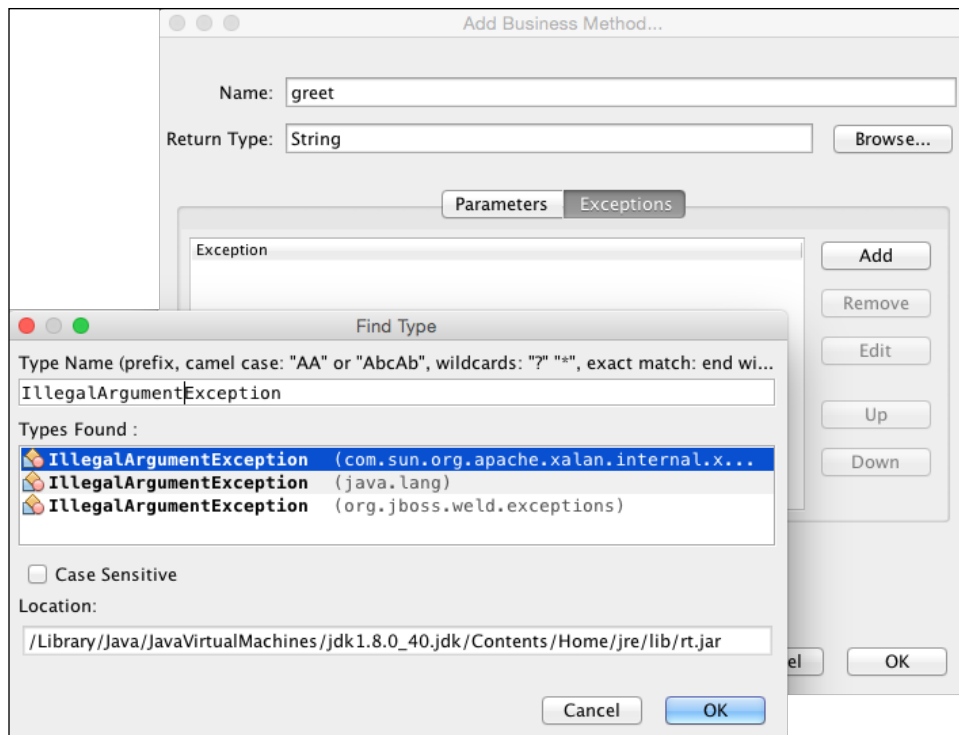 Add Business Method...
Name: greet
Return Type: String Browse...
Parameters Exceptions
Exception
Add
Remove
Edit
Up
Down
Find Type
Type Name (prefix, camel case: "AA" or "AbcAb", wildcards: "?" "*", exact match: end wi...
IllegalArgumentException
Types Found :
IllegalArgumentException (com.sun.org.apache.xalan.internal.x...
IllegalArgumentException (java.lang)
IllegalArgumentException (org.jboss.weld.exceptions)
Case Sensitive
Location:
/Library/Java/JavaVirtualMachines/jdk1.8.0_40.jdk/Contents/Home/jre/lib/rt.jar
el OK
Cancel OK